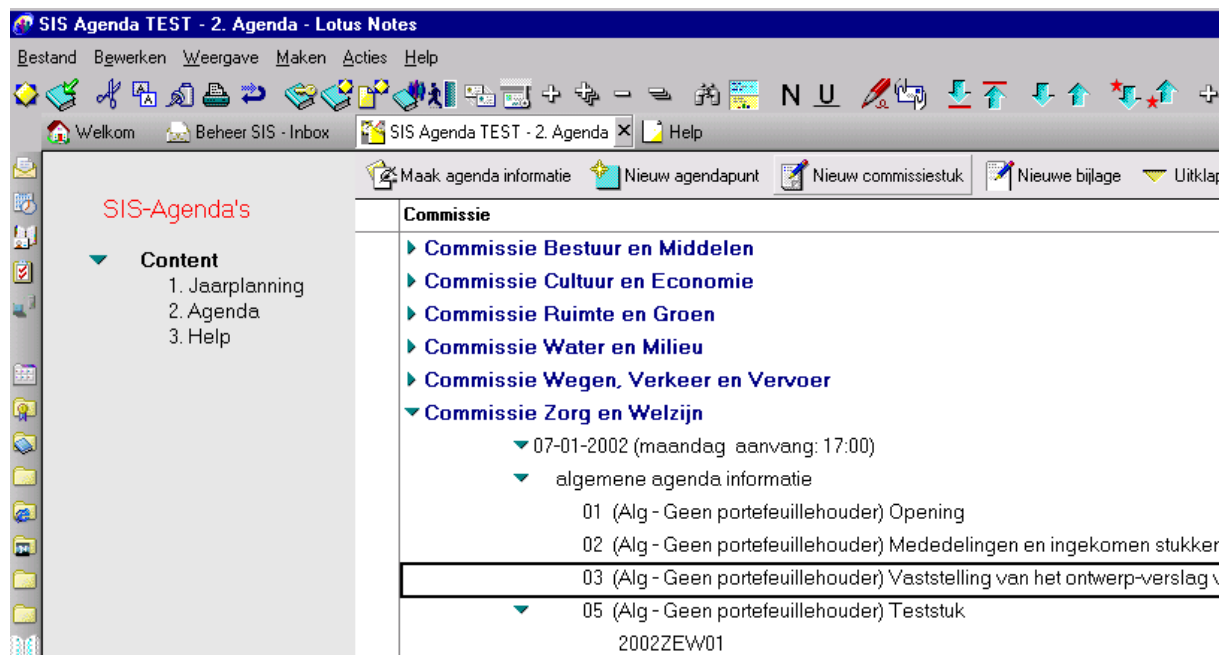 SIS Agenda TEST - 2. Agenda - Lotus Notes
Bestand Bewerken Weergave Maken Acties Help
N U
Welkom Beheer SIS - Inbox SIS Agenda TEST - 2. Agenda Help
Maak agenda informatie Nieuw agendapunt Nieuw commissiestuk Nieuwe bijlage Uitklap
SIS-Agenda's
Content
1. Jaarplanning
2. Agenda
3. Help
Commissie
Commissie Bestuur en Middelen
Commissie Cultuur en Economie
Commissie Ruimte en Groen
Commissie Water en Milieu
Commissie Wegen, Verkeer en Vervoer
Commissie Zorg en Welzijn
07-01-2002 (maandag aanvang: 17:00)
algemene agenda informatie
01 (Alg - Geen portefeuillehouder) Opening
02 (Alg - Geen portefeuillehouder) Mededelingen en ingekomen stukken
03 (Alg - Geen portefeuillehouder) Vaststelling van het ontwerp-verslag v
05 (Alg - Geen portefeuillehouder) Teststuk
2002ZEW01